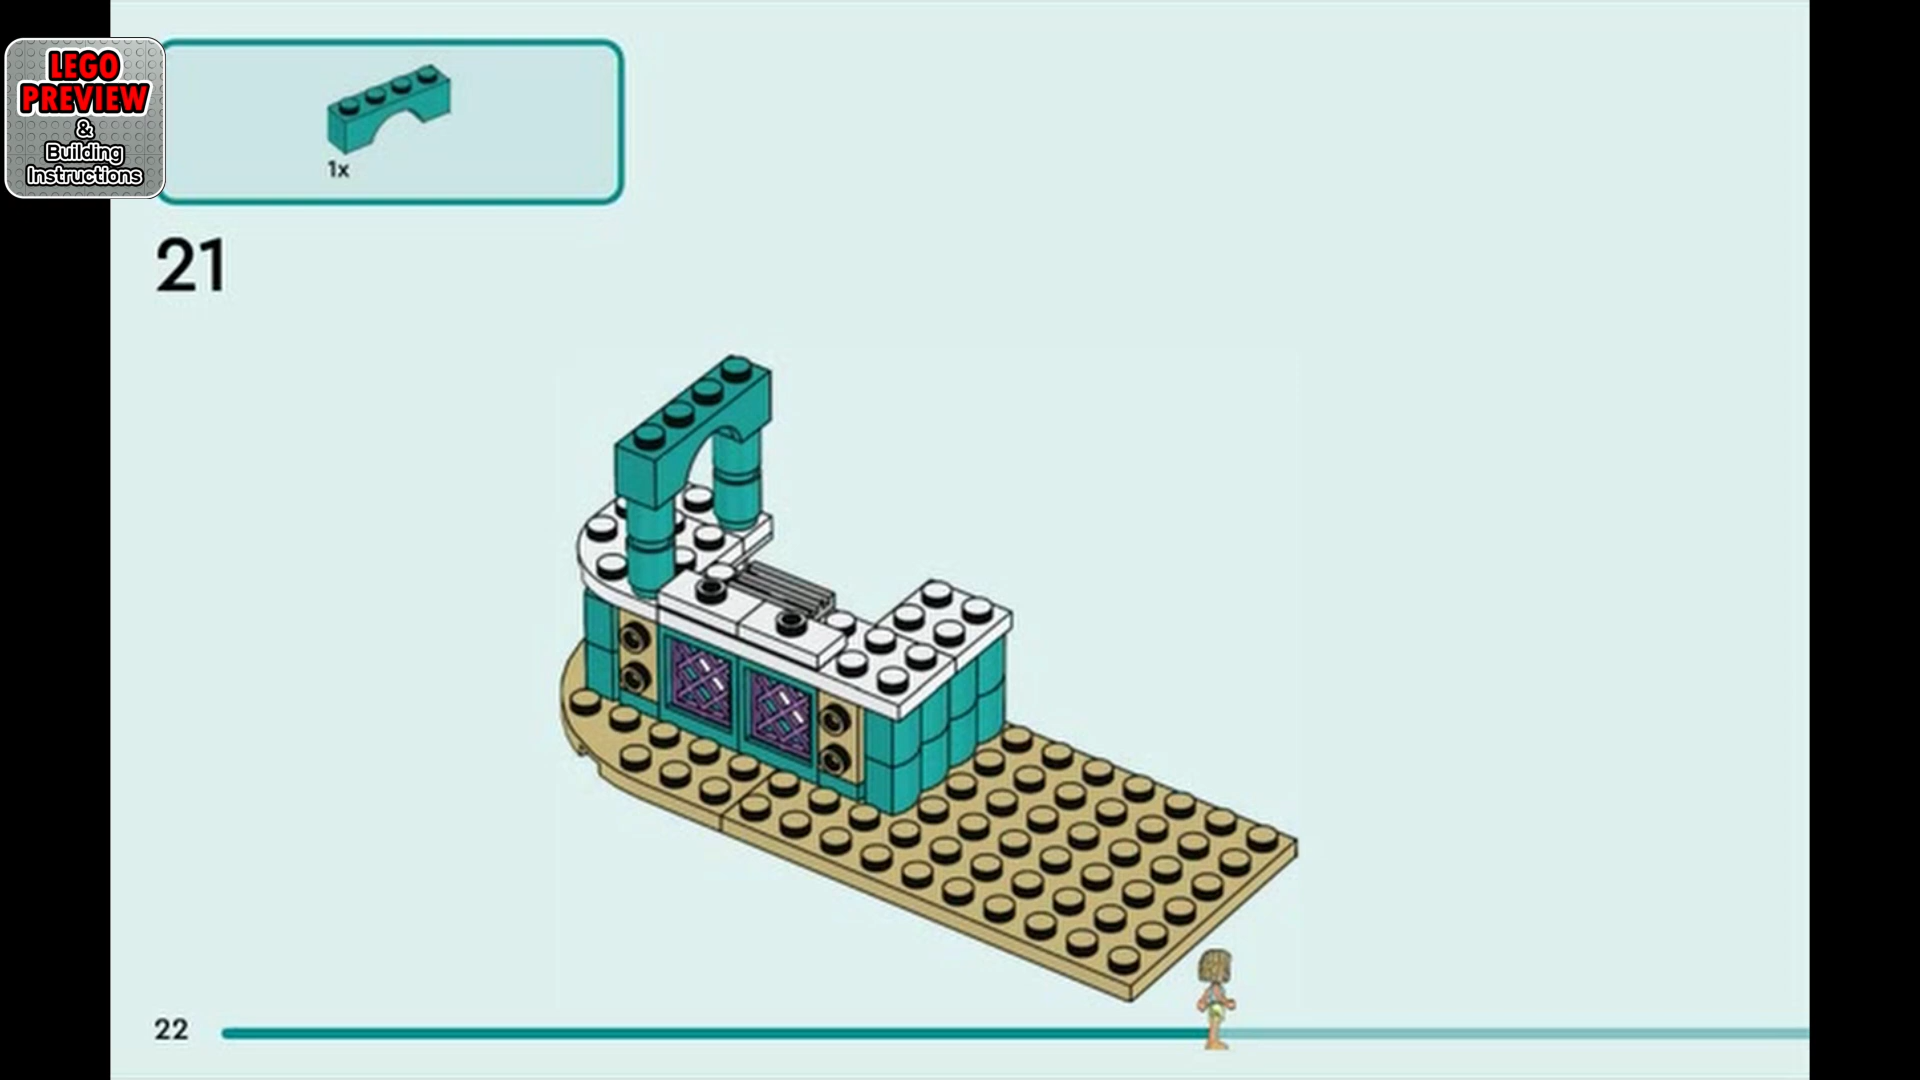 LEGO
PREVIEW
&
Building
Instructions
1x
21
22